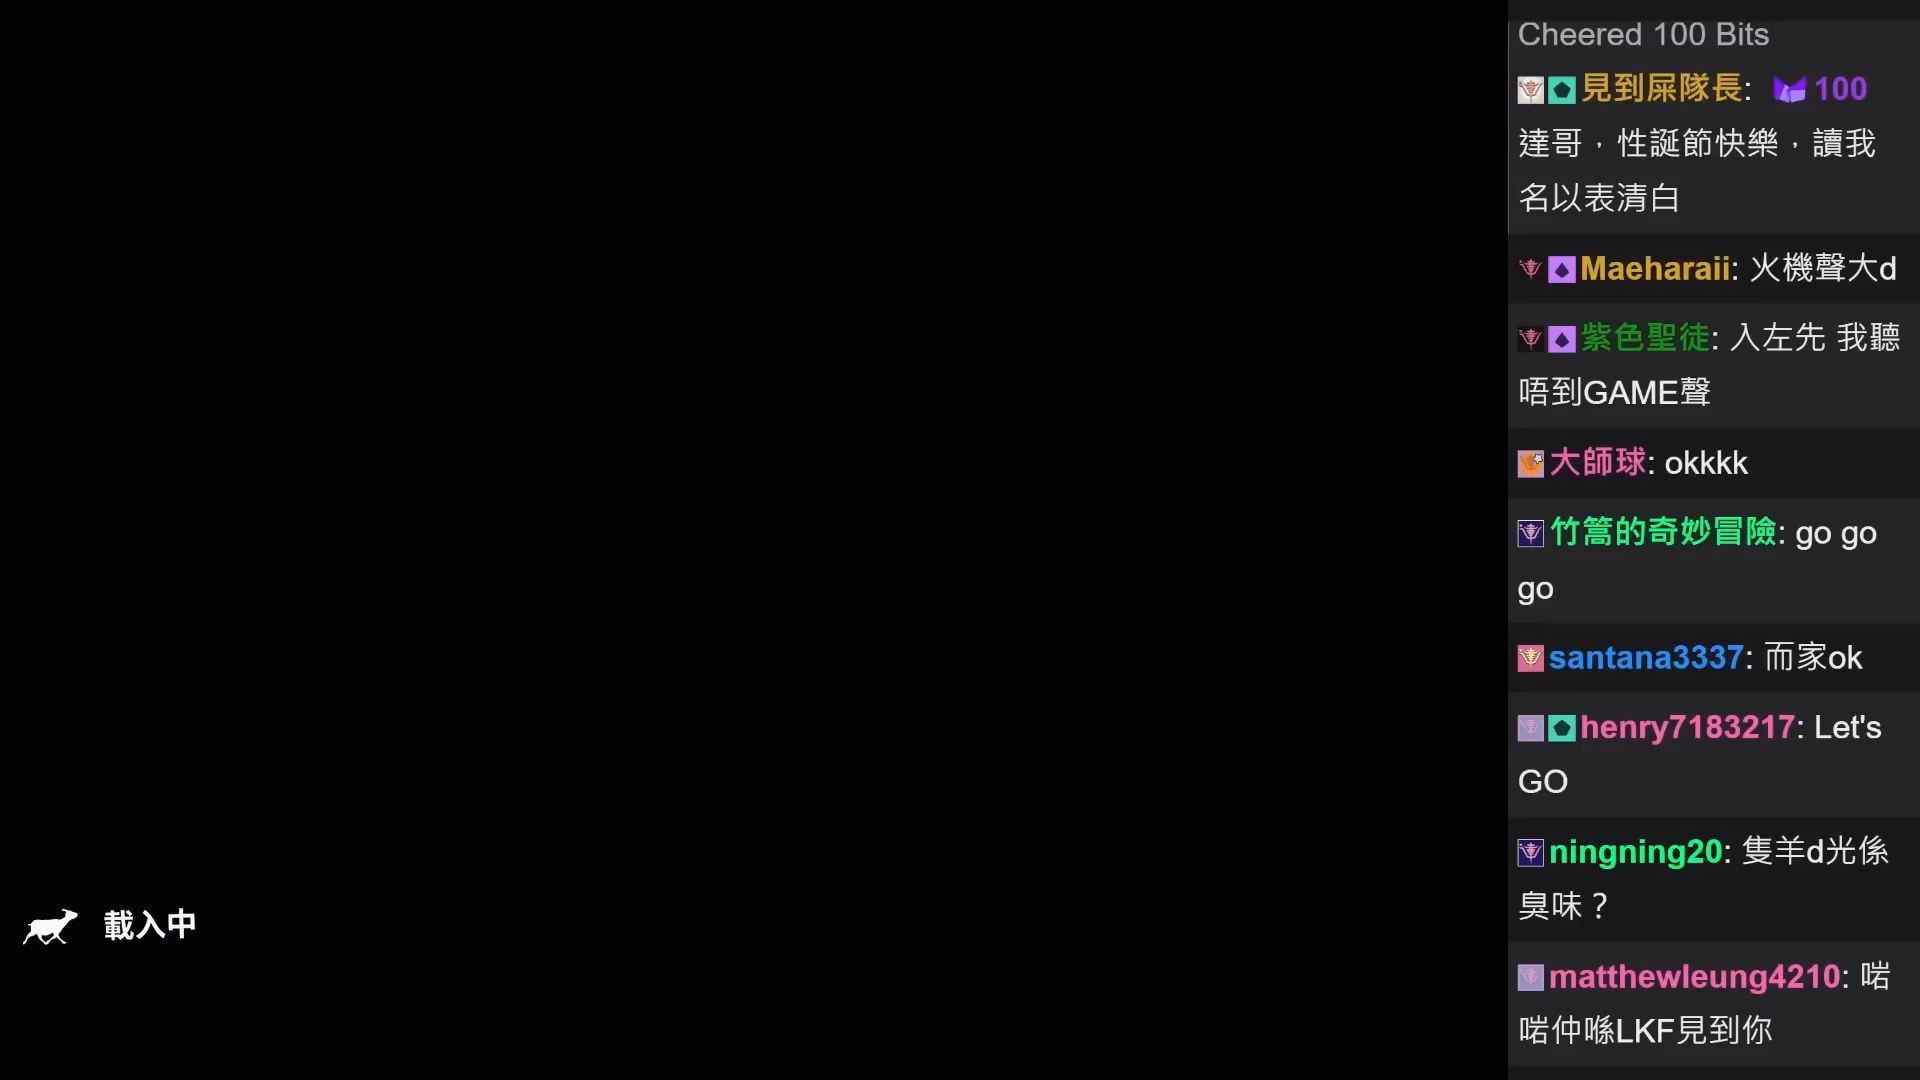 Cheered 100 Bits
見到屎隊長: 100
達哥，性誕節快樂，讀我
名以表清白
Maeharaii: 火機聲大d
紫色聖徒: 入左先 我聽
唔到GAME聲
大師球: okkkk
竹篙的奇妙冒險: go go
go
santana3337: 而家ok
henry7183217: Let's
GO
ningning20: 隻羊d光係
臭味？
matthewleung4210: 啱
啱仲喺LKF見到你
載入中